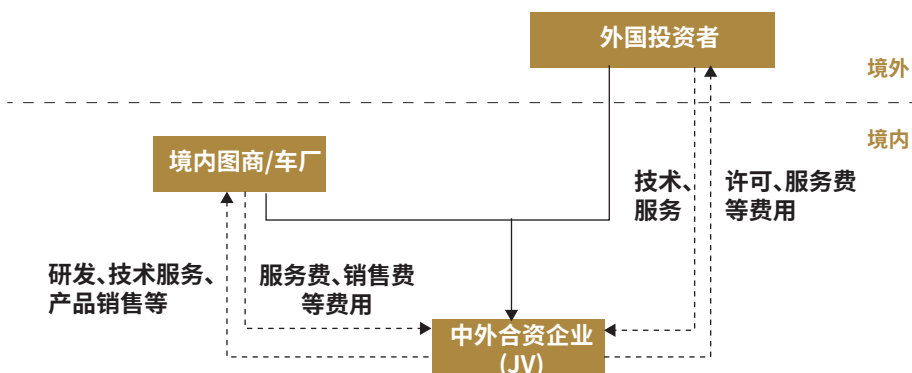 外国投资者
境外
境内
境内图商/车厂
技术、
服务
许可、服务费
等费用
研发、技术服务、
产品销售等
服务费、销售费
等费用
中外合资企业
(JV)